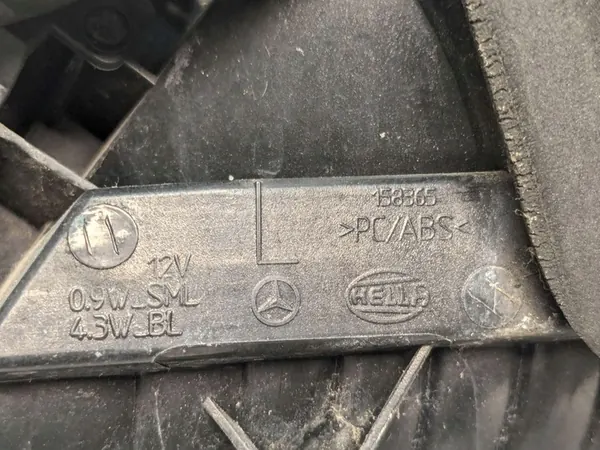 158365
>PC/ABS<
L
12V
0.9W_SML
4.3W_BL
HELLA